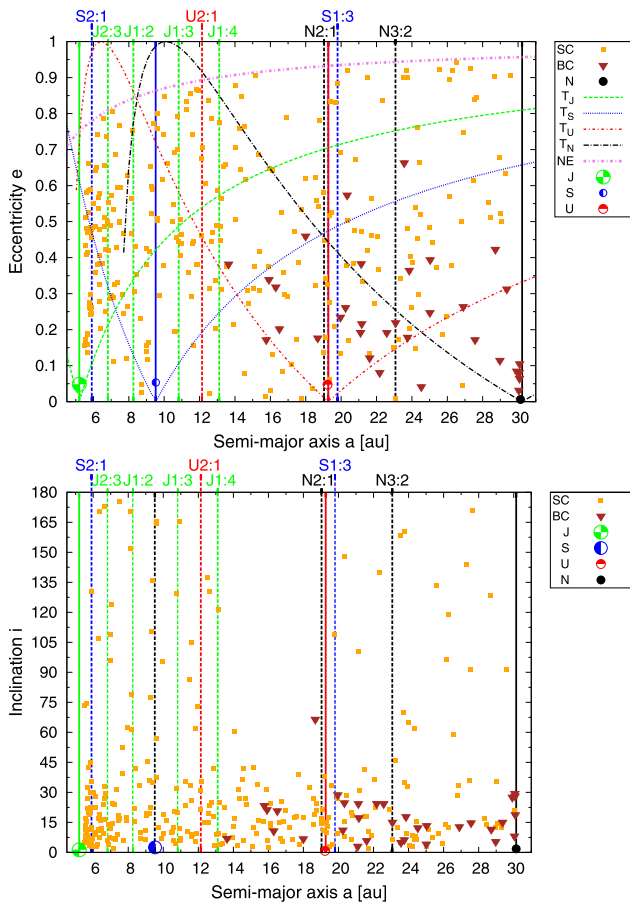 S2:1 U2:1 S1:3
J2:3 J1:2 J1:3 J1:4 N2:1 N3:2
1
0.9
0.8
0.7
0.6
0.5
0.4
0.3
0.2
0.1
0
Eccentricity e
6 8 10 12 14 16 18 20 22 24 26 28 30
Semi-major axis a [au]
SC
BC
N
T_J
T_S
T_U
T_N
NE
J
S
U
S2:1 U2:1 S1:3
J2:3 J1:2 J1:3 J1:4 N2:1 N3:2
180
165
150
135
120
105
90
75
60
45
30
15
0
Inclination i
6 8 10 12 14 16 18 20 22 24 26 28 30
Semi-major axis a [au]
SC
BC
J
S
U
N